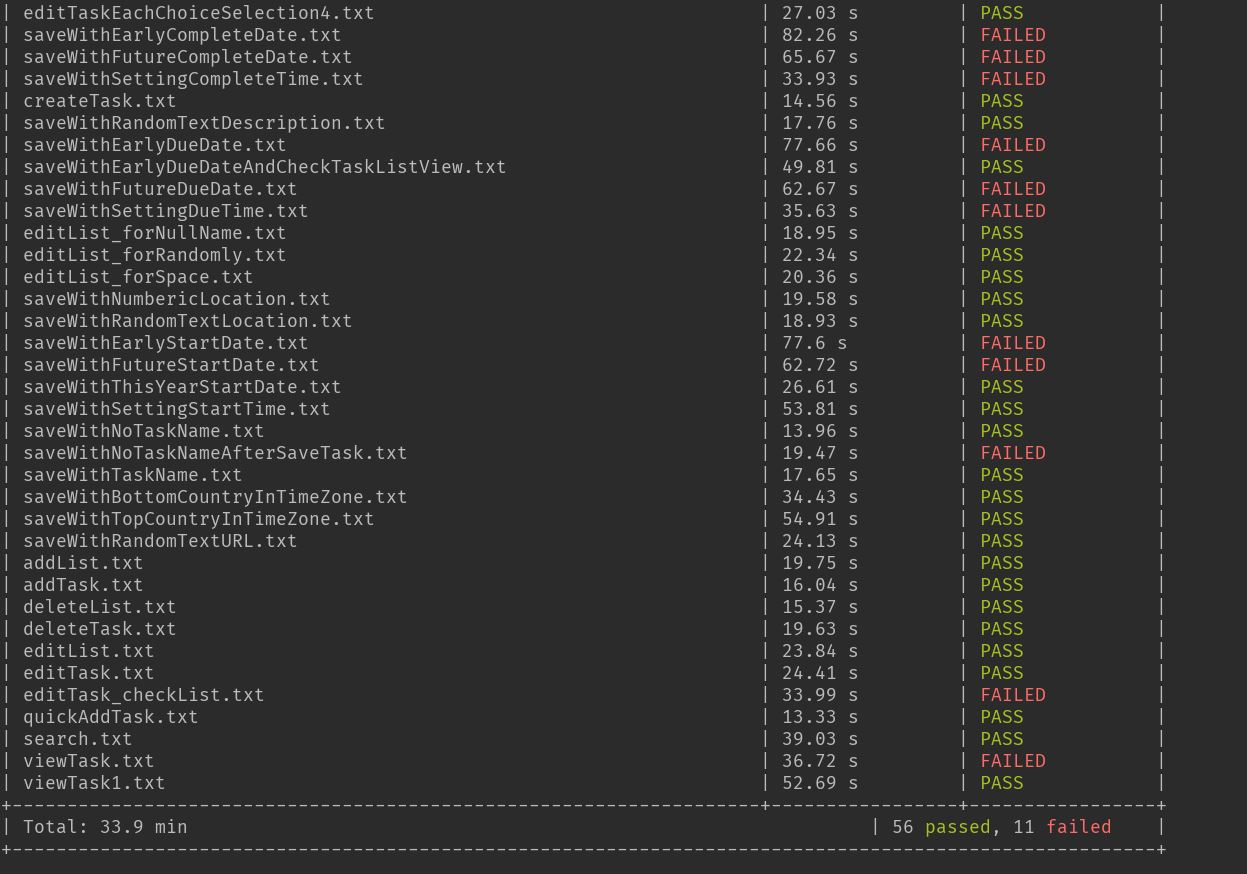 | editTaskEachChoiceSelection4.txt | 27.03 s | PASS |
| saveWithEarlyCompleteDate.txt | 82.26 s | FAILED |
| saveWithFutureCompleteDate.txt | 65.67 s | FAILED |
| saveWithSettingCompleteTime.txt | 33.93 s | FAILED |
| createTask.txt | 14.56 s | PASS |
| saveWithRandomTextDescription.txt | 17.76 s | PASS |
| saveWithEarlyDueDate.txt | 77.66 s | FAILED |
| saveWithEarlyDueDateAndCheckTaskListView.txt | 49.81 s | PASS |
| saveWithFutureDueDate.txt | 62.67 s | FAILED |
| saveWithSettingDueTime.txt | 35.63 s | FAILED |
| editList_forNullName.txt | 18.95 s | PASS |
| editList_forRandomly.txt | 22.34 s | PASS |
| editList_forSpace.txt | 20.36 s | PASS |
| saveWithNumbericLocation.txt | 19.58 s | PASS |
| saveWithRandomTextLocation.txt | 18.93 s | PASS |
| saveWithEarlyStartDate.txt | 77.6 s | FAILED |
| saveWithFutureStartDate.txt | 62.72 s | FAILED |
| saveWithThisYearStartDate.txt | 26.61 s | PASS |
| saveWithSettingStartTime.txt | 53.81 s | PASS |
| saveWithNoTaskName.txt | 13.96 s | PASS |
| saveWithNoTaskNameAfterSaveTask.txt | 19.47 s | FAILED |
| saveWithTaskName.txt | 17.65 s | PASS |
| saveWithBottomCountryInTimeZone.txt | 34.43 s | PASS |
| saveWithTopCountryInTimeZone.txt | 54.91 s | PASS |
| saveWithRandomTextURL.txt | 24.13 s | PASS |
| addList.txt | 19.75 s | PASS |
| addTask.txt | 16.04 s | PASS |
| deleteList.txt | 15.37 s | PASS |
| deleteTask.txt | 19.63 s | PASS |
| editList.txt | 23.84 s | PASS |
| editTask.txt | 24.41 s | PASS |
| editTask_checkList.txt | 33.99 s | FAILED |
| quickAddTask.txt | 13.33 s | PASS |
| search.txt | 39.03 s | PASS |
| viewTask.txt | 36.72 s | FAILED |
| viewTask1.txt | 52.69 s | PASS |
| Total: 33.9 min | 56 passed, 11 failed |